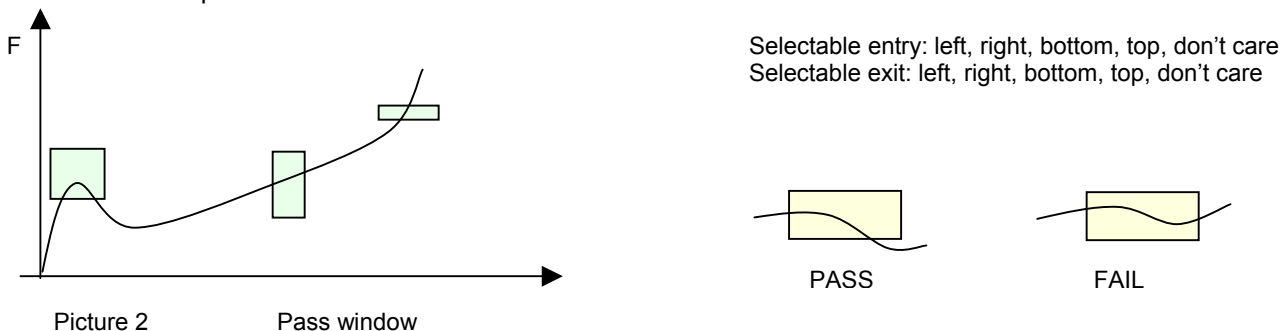 F
Selectable entry: left, right, bottom, top, don’t care
Selectable exit: left, right, bottom, top, don’t care
PASS FAIL
Picture 2 Pass window